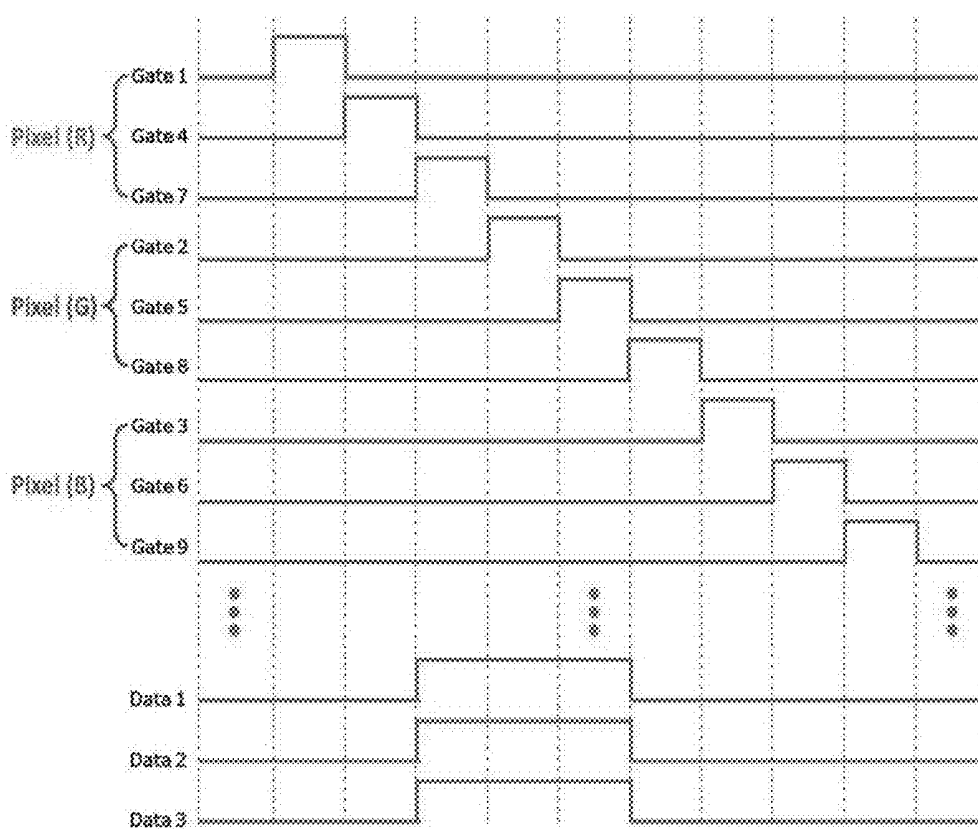 Gate 1
Pixel (R)
Gate 4
Gate 7
Gate 2
Pixel (G)
Gate 5
Gate 8
Gate 3
Pixel (B)
Gate 6
Gate 9
Data 1
Data 2
Data 3